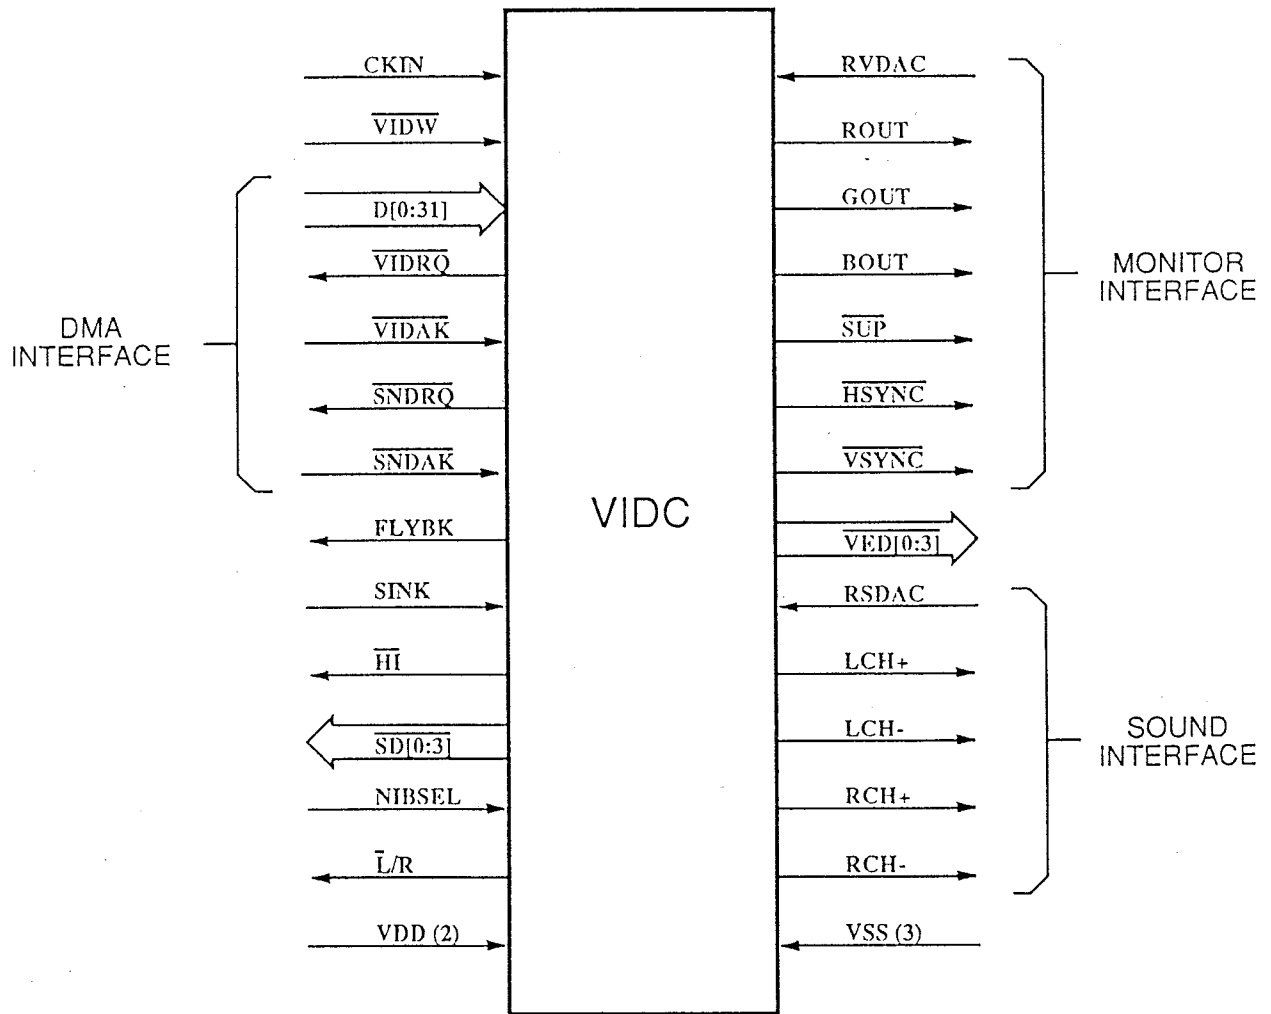 CKIN
VIDW
D[0:31]
VIDRQ
VIDAK
SNDRQ
SNDAK
FLYBK
SINK
HI
SD[0:3]
NIBSEL
L/R
VDD (2)
DMA
INTERFACE
VIDC
RVDAC
ROUT
GOUT
BOUT
SUP
HSYNC
VSYNC
VED[0:3]
RSDAC
LCH+
LCH-
RCH+
RCH-
VSS (3)
MONITOR
INTERFACE
SOUND
INTERFACE